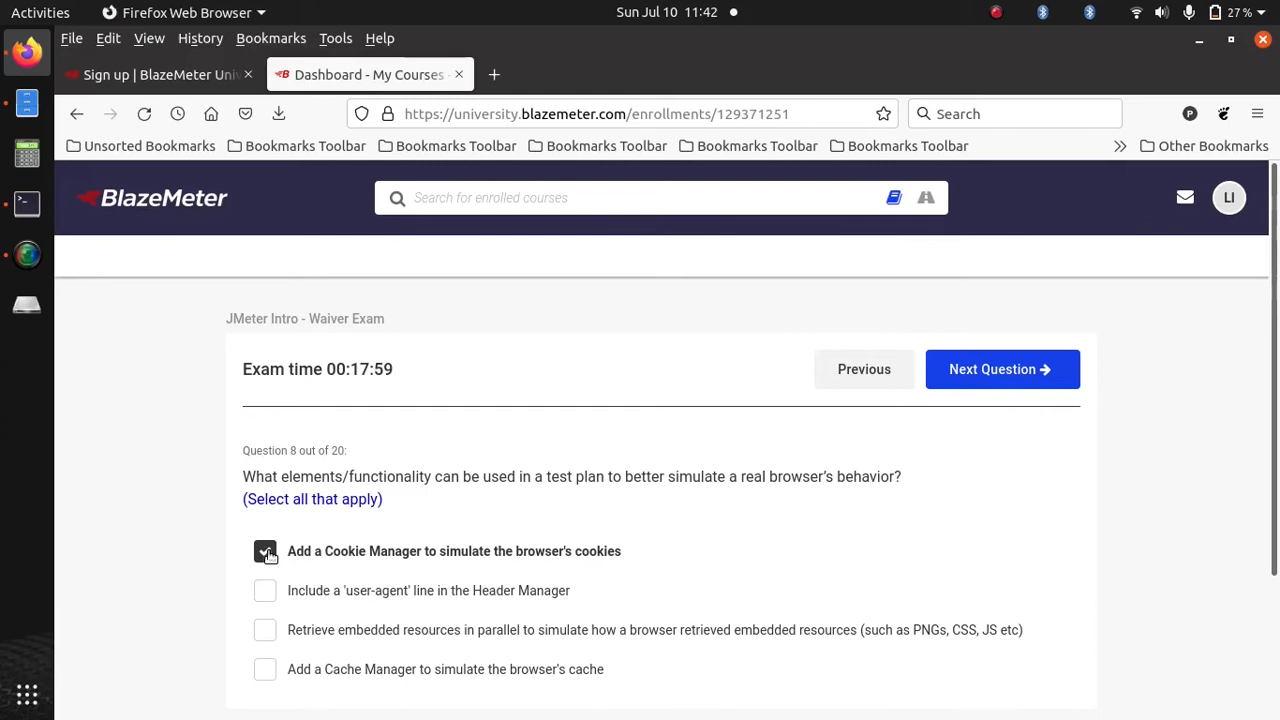 Activities Firefox Web Browser Sun Jul 10 11:42 27 %
File Edit View History Bookmarks Tools Help
Sign up | BlazeMeter Univ Dashboard - My Courses -
https://university.blazemeter.com/enrollments/129371251 Search
Unsorted Bookmarks Bookmarks Toolbar Bookmarks Toolbar Bookmarks Toolbar Bookmarks Toolbar Bookmarks Toolbar Other Bookmarks
BlazeMeter Search for enrolled courses LI
JMeter Intro - Waiver Exam
Exam time 00:17:59 Previous Next Question
Question 8 out of 20:
What elements/functionality can be used in a test plan to better simulate a real browser’s behavior?
(Select all that apply)
Add a Cookie Manager to simulate the browser's cookies
Include a 'user-agent' line in the Header Manager
Retrieve embedded resources in parallel to simulate how a browser retrieved embedded resources (such as PNGs, CSS, JS etc)
Add a Cache Manager to simulate the browser's cache